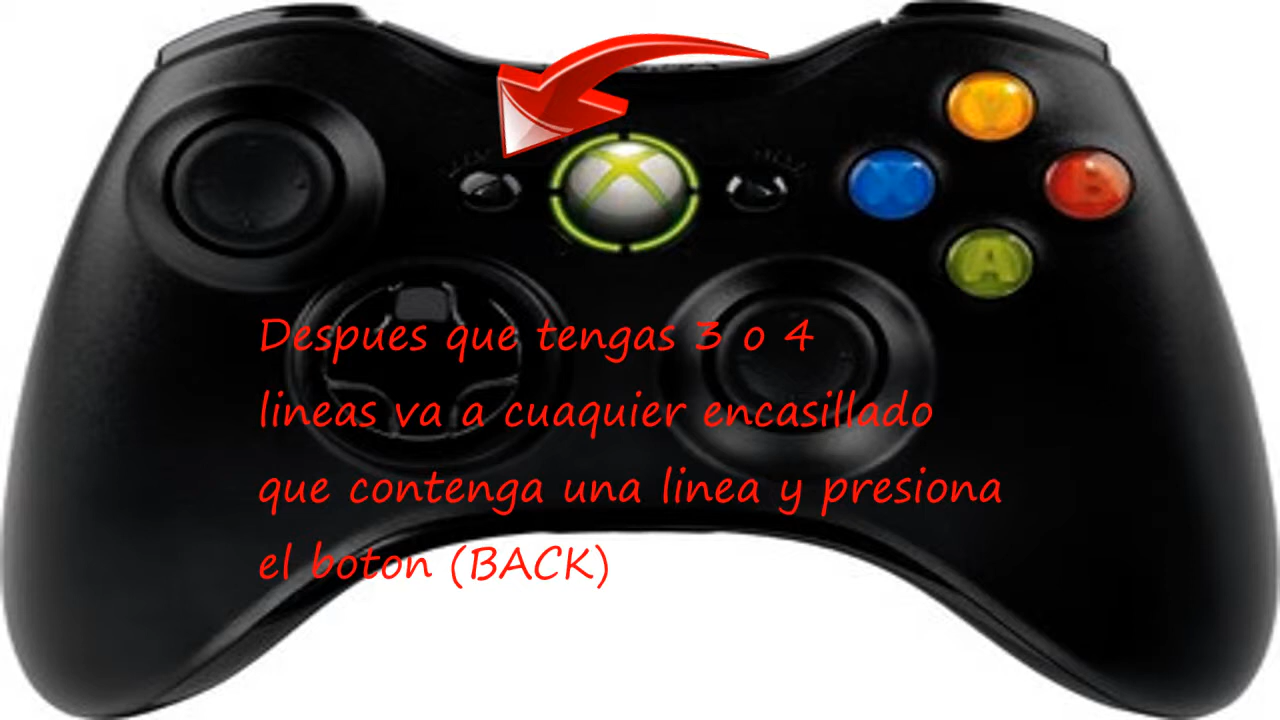 Despues que tengas 3 o 4
lineas va a cuaquier encasillado
que contenga una linea y presiona
el boton (BACK)
Y
X
B
A